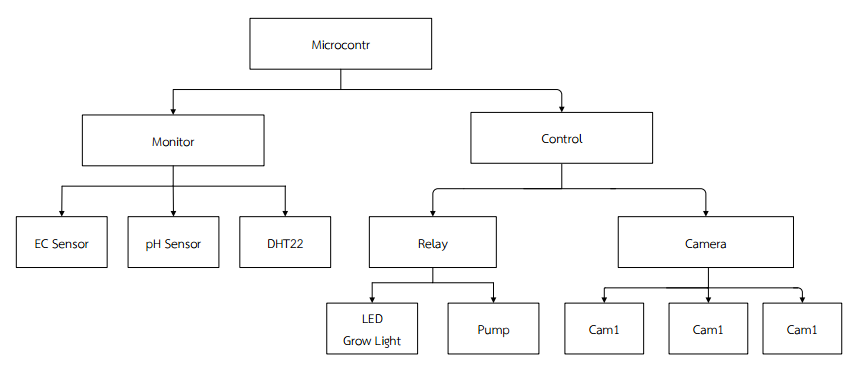 Microcontr
Monitor
Control
EC Sensor
pH Sensor
DHT22
Relay
Camera
LED
Grow Light
Pump
Cam1
Cam1
Cam1